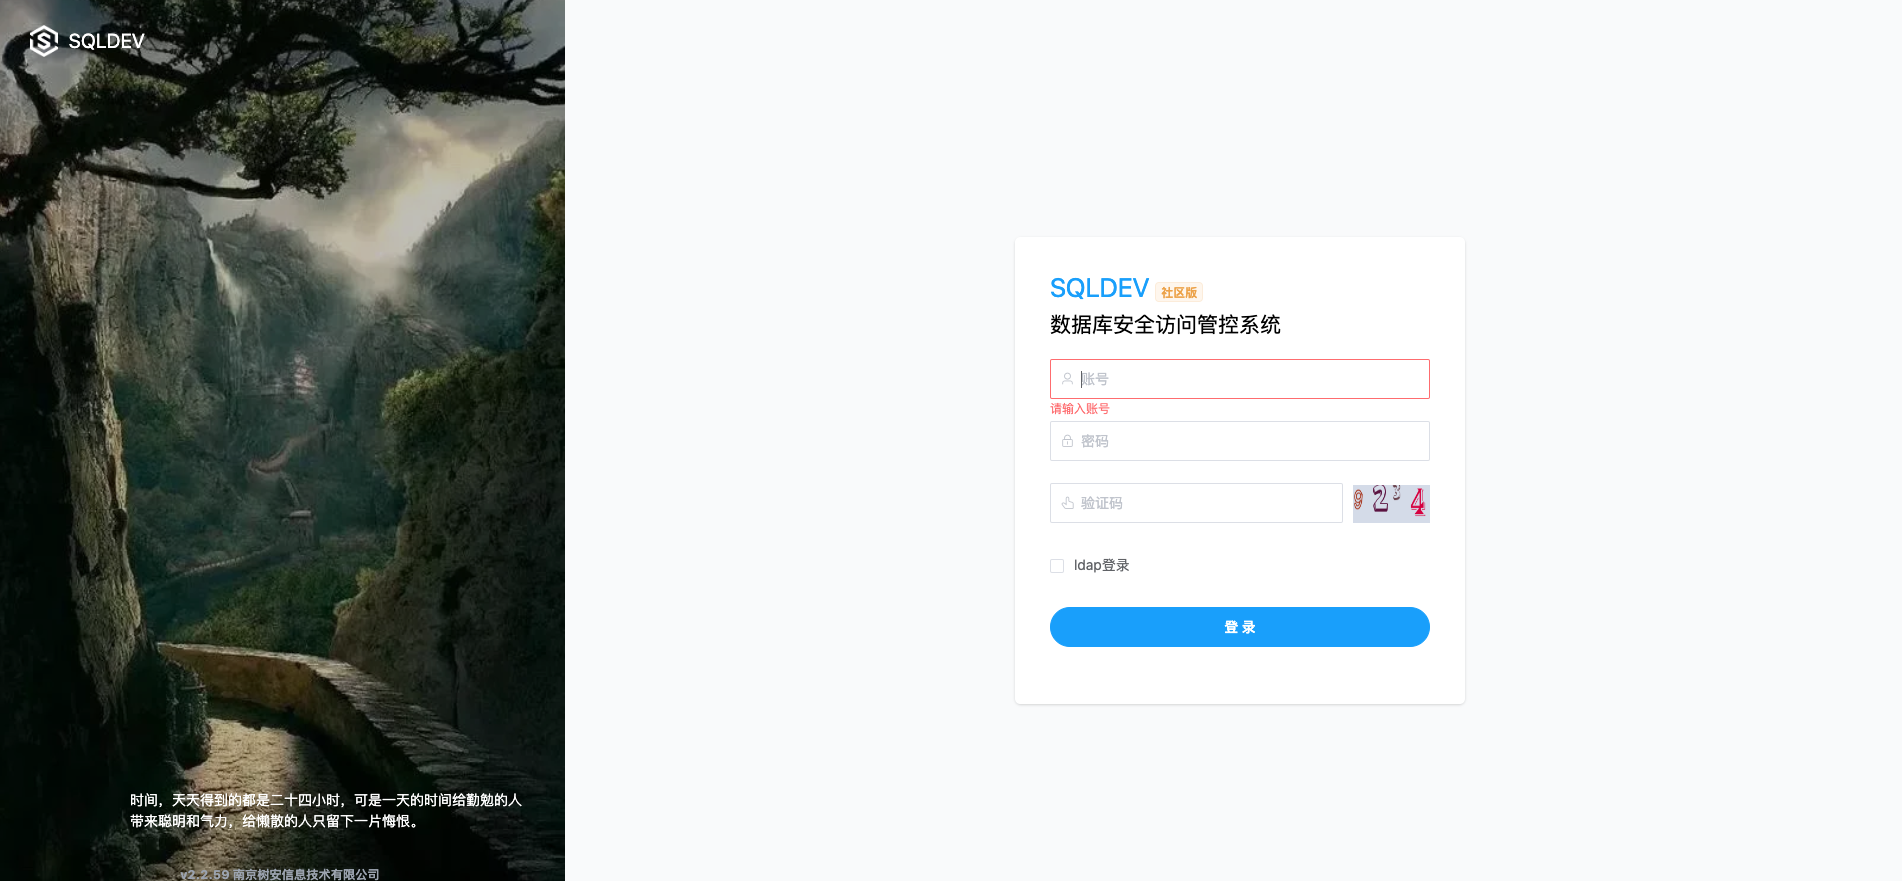 SQLDEV
SQLDEV 社区版
数据库安全访问管控系统
账号
请输入账号
密码
验证码
ldap登录
登 录
时间，天天得到的都是二十四小时，可是一天的时间给勤勉的人
带来聪明和气力，给懒散的人只留下一片悔恨。
v2.2.59 南京树安信息技术有限公司